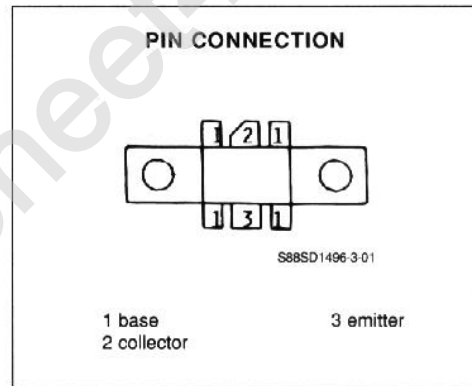 PIN CONNECTION
1 2 1
1 3 1
S88SD1496-3-01
1 base 3 emitter
2 collector